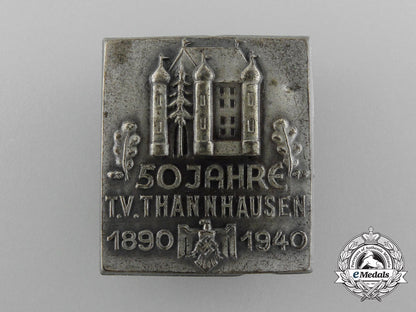 50 JAHRE
T.V. THANNHAUSEN
1890 1940
eMedals